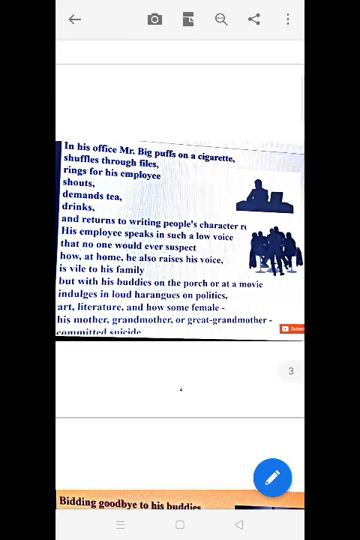 In his office Mr. Big puffs on a cigarette,
shuffles through files,
rings for his employee
shouts,
demands tea,
drinks,
and returns to writing people's character
His employee speaks in such a low voice
that no one would ever suspect
how, at home, he also raises his voice,
is vile to his family
but with his buddies on the porch or at a movie
indulges in loud harangues on politics,
art, literature, and how some female -
his mother, grandmother, or great-grandmother -
committed suicide
3
Bidding goodbye to his buddies